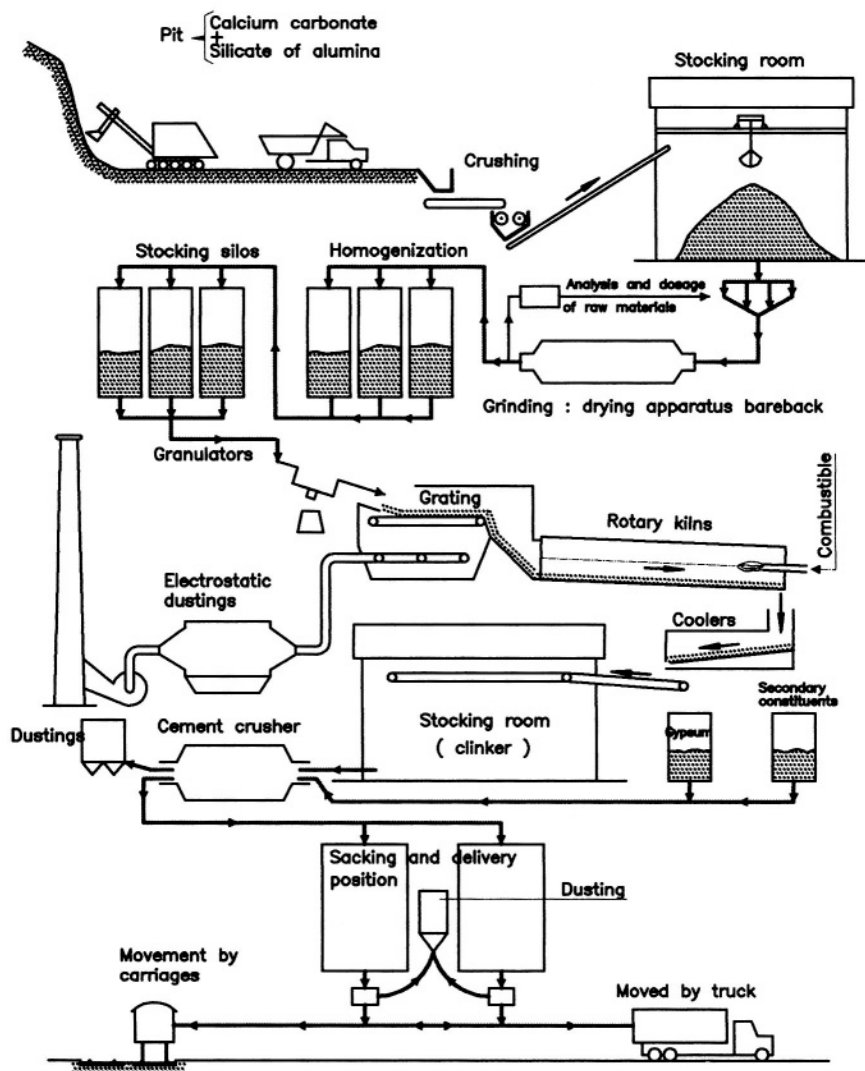 Pit
Calcium carbonate
+
Silicate of alumina
Stocking room
Crushing
Stocking silos
Homogenization
Analysis and dosage
of raw materials
Grinding : drying apparatus bareback
Granulators
Grating
Rotary kilns
Combustible
Electrostatic
dustings
Coolers
Secondary
constituents
Gypsum
Stocking room
( clinker )
Cement crusher
Dustings
Sacking and delivery
position
Dusting
Movement by
carriages
Moved by truck